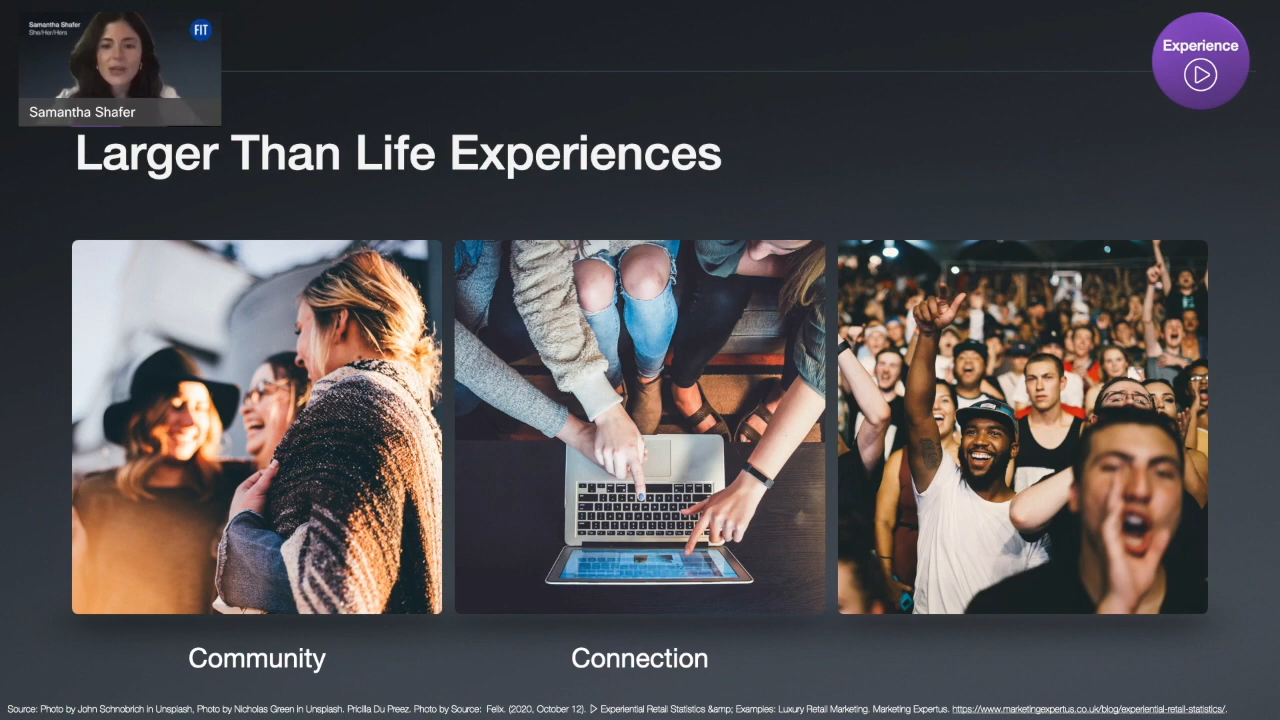 Samantha Shafer
She/Her/Hers
FIT
Samantha Shafer
Experience
Larger Than Life Experiences
Community
Connection
Source: Photo by John Schnobrich in Unsplash, Photo by Nicholas Green in Unsplash. Pricilla Du Preez. Photo by Source: Felix. (2020, October 12). ▷ Experiential Retail Statistics &amp; Examples: Luxury Retail Marketing. Marketing Expertus. https://www.marketingexpertus.co.uk/blog/experiential-retail-statistics/.